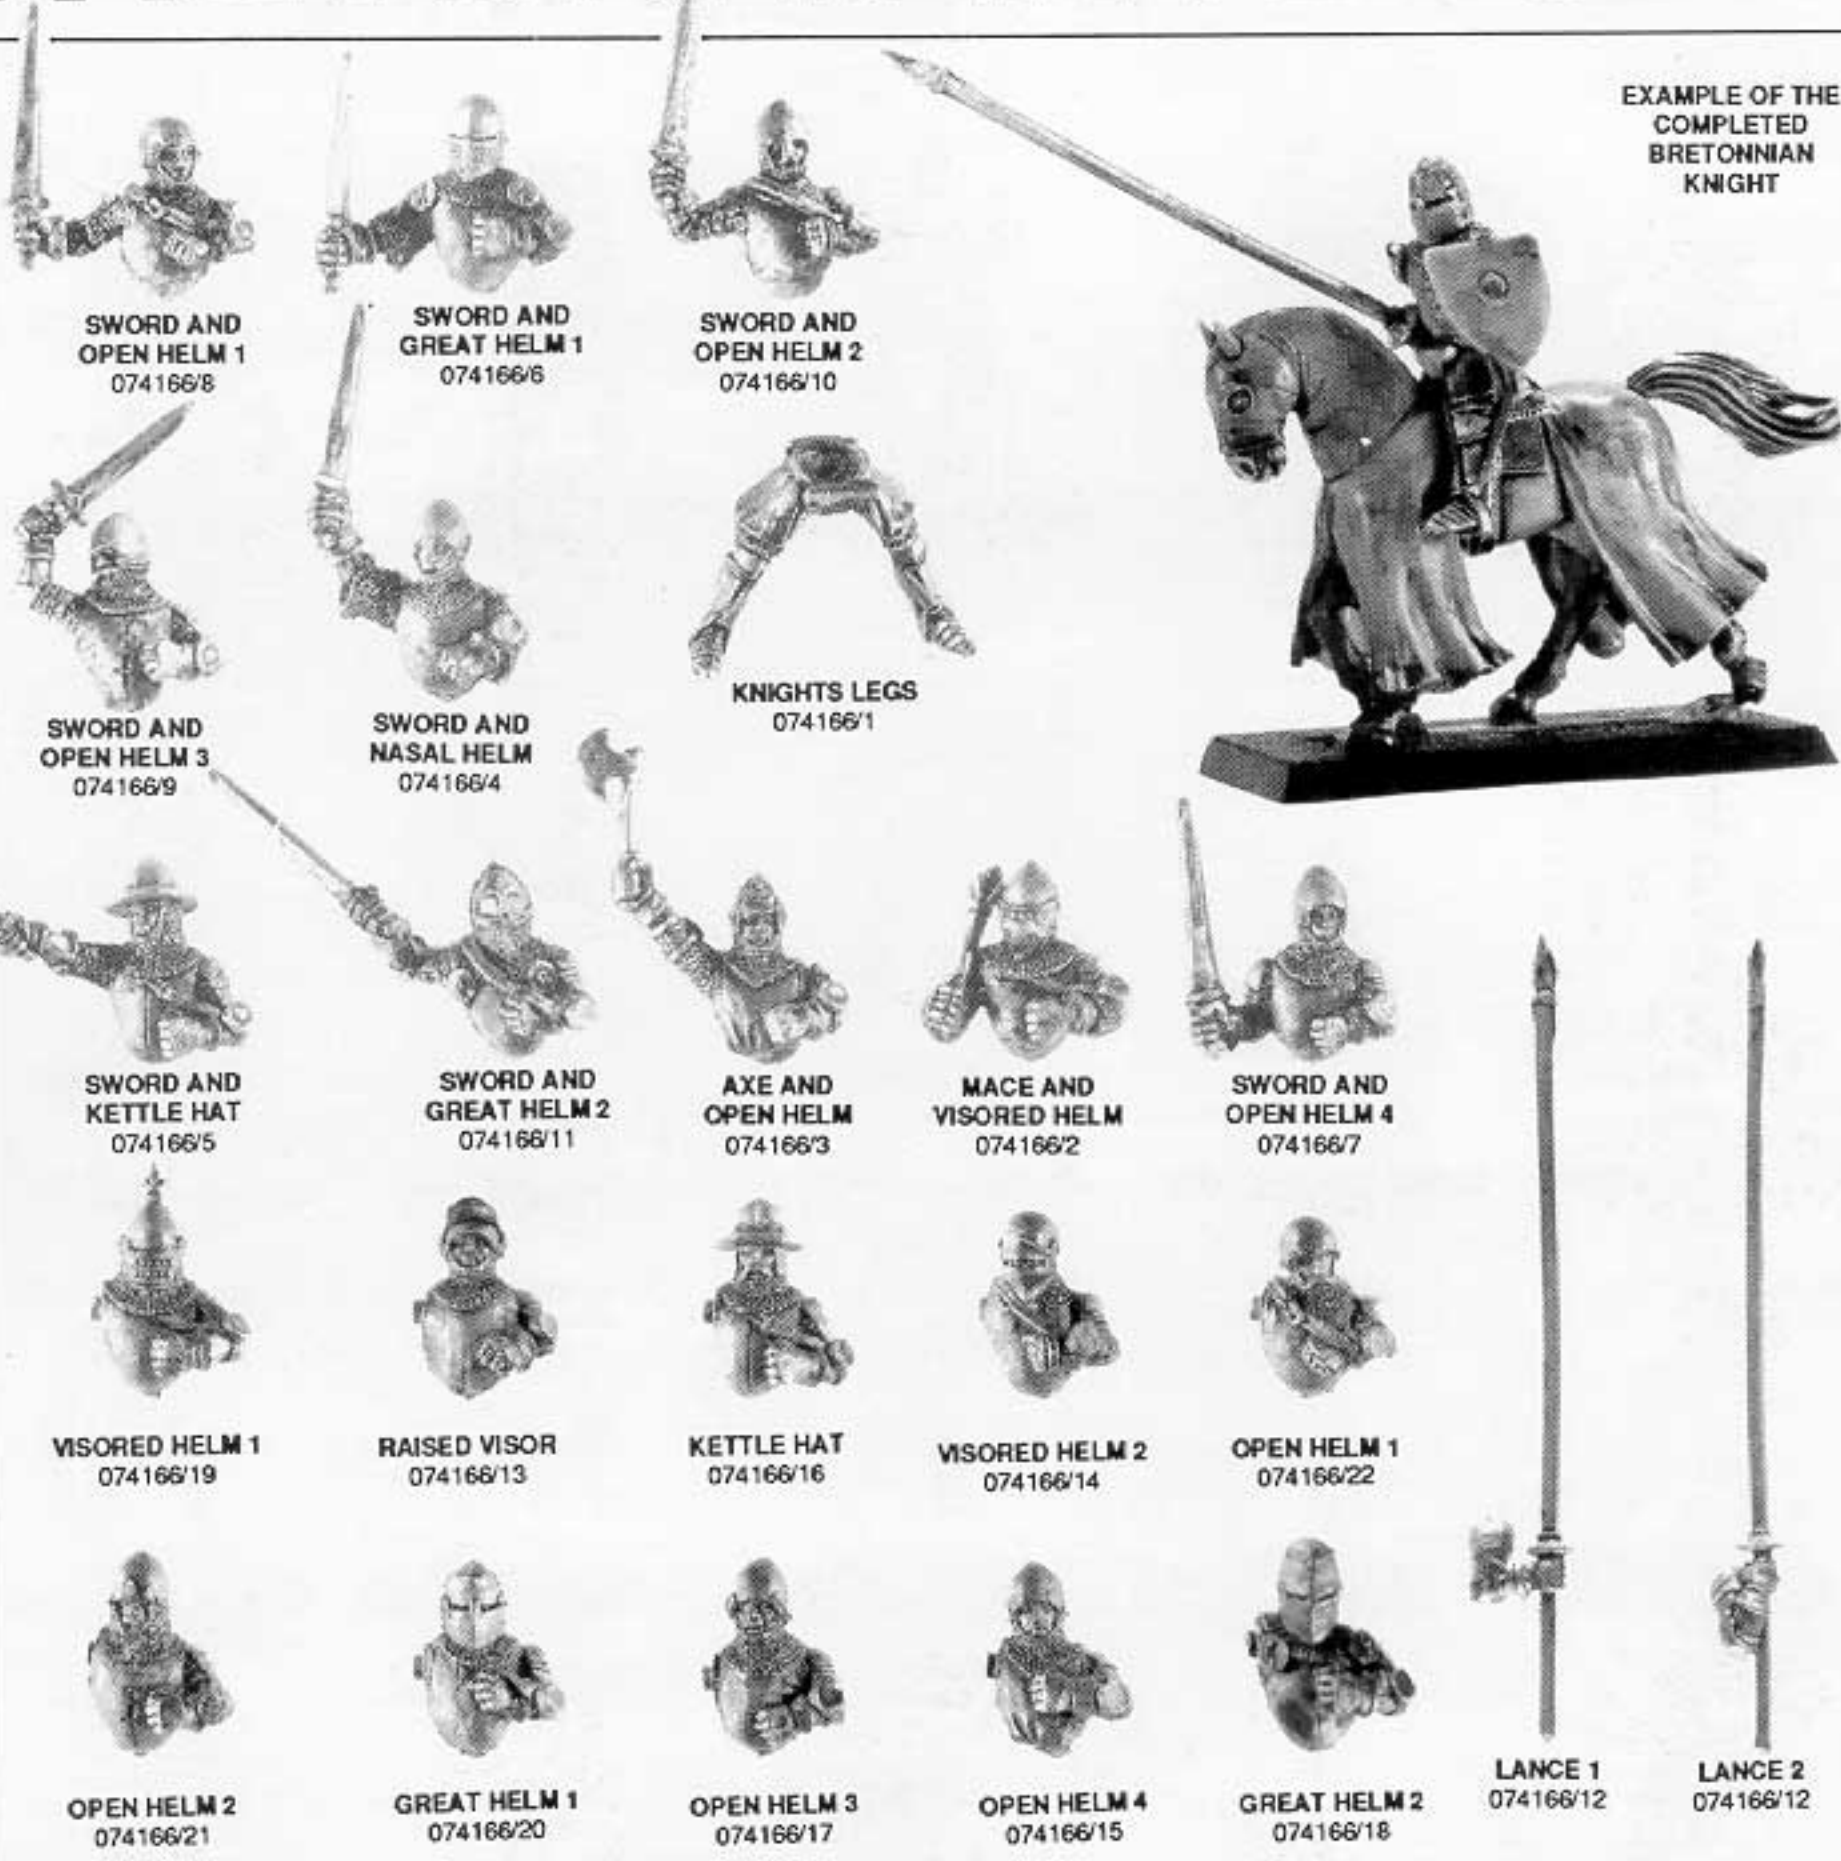 EXAMPLE OF THE
COMPLETED
BRETONNIAN
KNIGHT
SWORD AND
OPEN HELM 1
074166/8
SWORD AND
GREAT HELM 1
074166/6
SWORD AND
OPEN HELM 2
074166/10
SWORD AND
OPEN HELM 3
074166/9
SWORD AND
NASAL HELM
074166/4
KNIGHTS LEGS
074166/1
SWORD AND
KETTLE HAT
074166/5
SWORD AND
GREAT HELM 2
074166/11
AXE AND
OPEN HELM
074166/3
MACE AND
VISORED HELM
074166/2
SWORD AND
OPEN HELM 4
074166/7
VISORED HELM 1
074166/19
RAISED VISOR
074166/13
KETTLE HAT
074166/16
VISORED HELM 2
074166/14
OPEN HELM 1
074166/22
OPEN HELM 2
074166/21
GREAT HELM 1
074166/20
OPEN HELM 3
074166/17
OPEN HELM 4
074166/15
GREAT HELM 2
074166/18
LANCE 1
074166/12
LANCE 2
074166/12